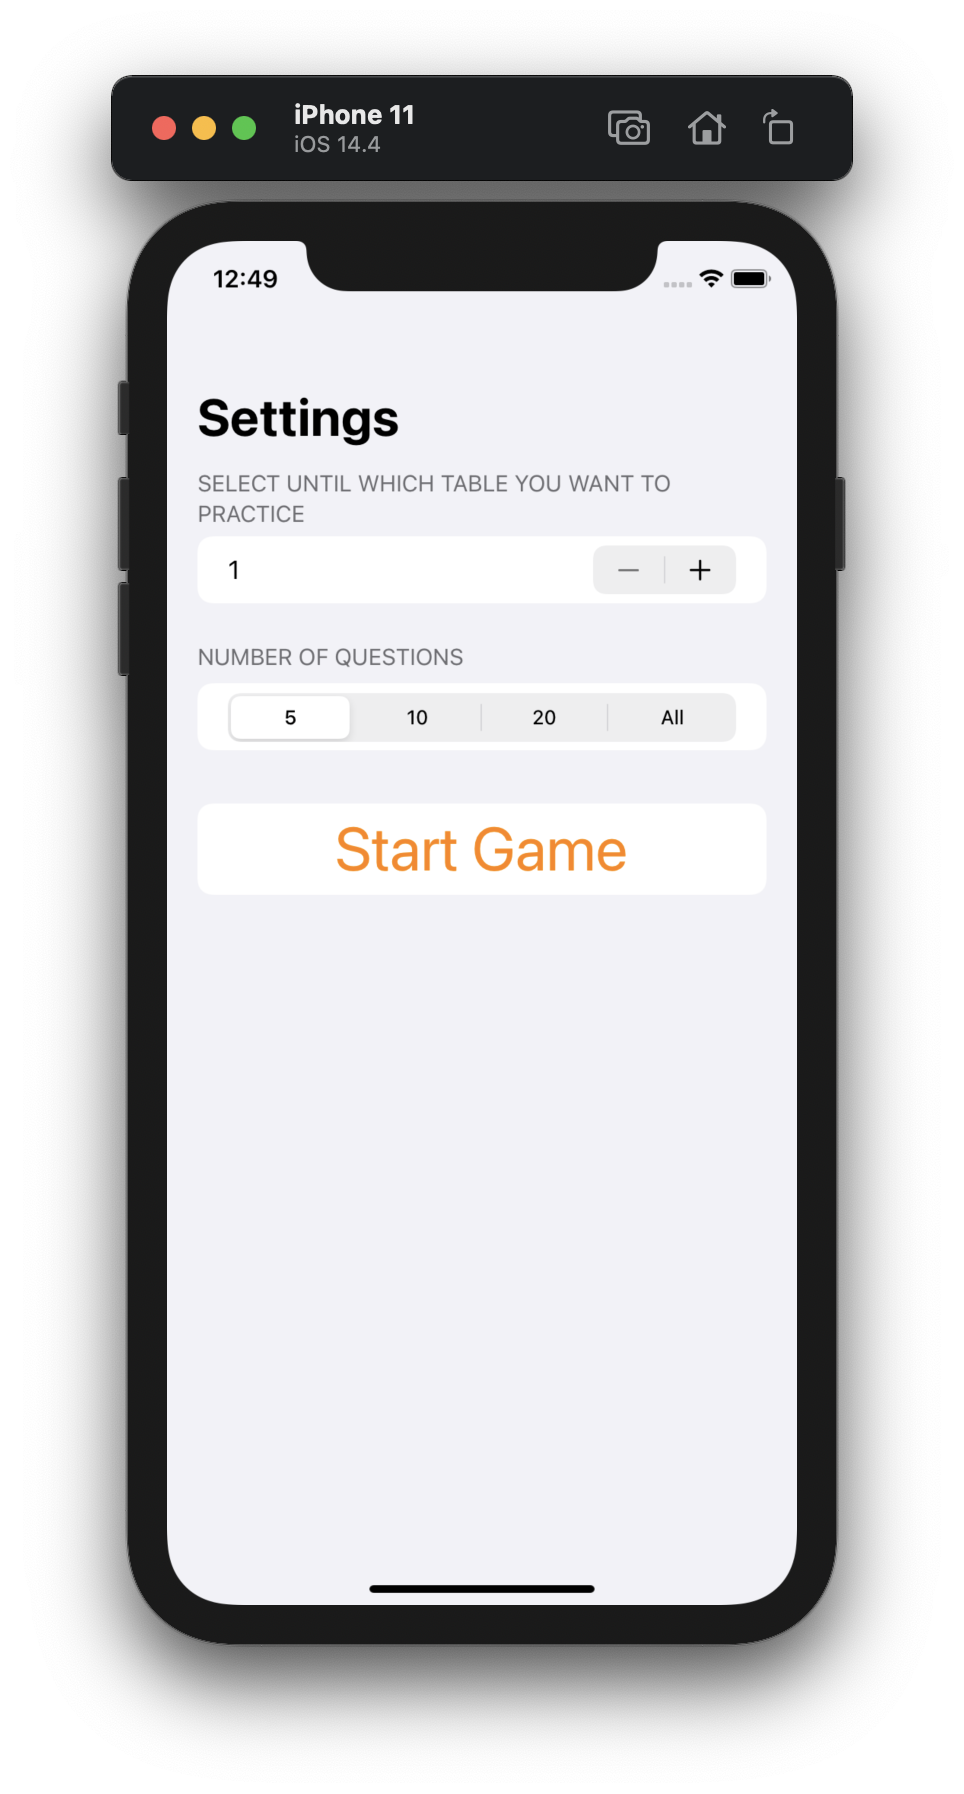 iPhone 11
iOS 14.4
12:49
Settings
SELECT UNTIL WHICH TABLE YOU WANT TO
PRACTICE
1
NUMBER OF QUESTIONS
5 10 20 All
Start Game